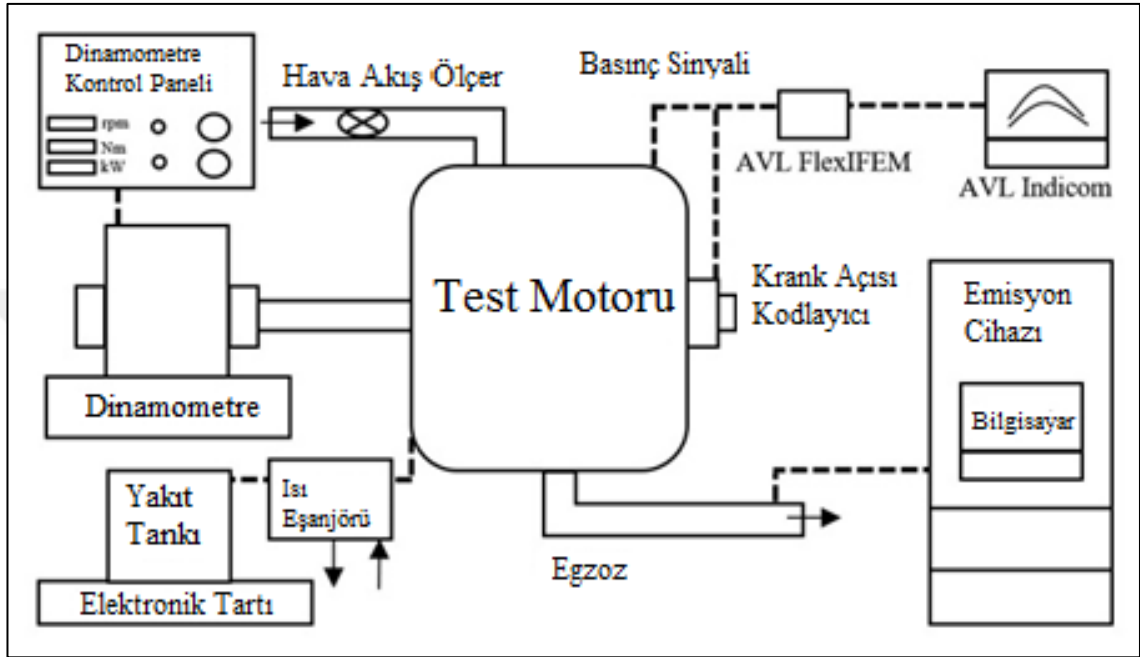 Dinamometre
Kontrol Paneli
rpm
Nm
kW
Hava Akış Ölçer
Basınç Sinyali
AVL FlexIFEM
AVL Indicom
Test Motoru
Krank Açısı
Kodlayıcı
Emisyon
Cihazı
Bilgisayar
Dinamometre
Yakıt
Tankı
Isı
Eşanjörü
Elektronik Tartı
Egzoz